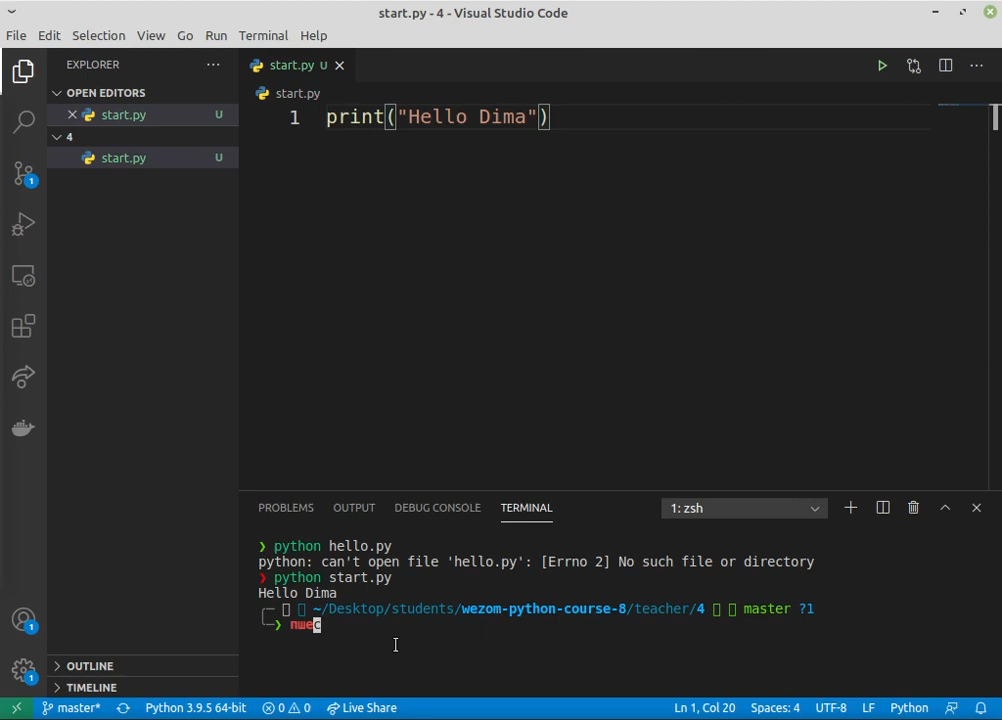 start.py - 4 - Visual Studio Code
File Edit Selection View Go Run Terminal Help
EXPLORER
start.py U
OPEN EDITORS
start.py
start.py U
1 print("Hello Dima")
4
start.py U
1
PROBLEMS OUTPUT DEBUG CONSOLE TERMINAL 1: zsh
❯ python hello.py
python: can't open file 'hello.py': [Errno 2] No such file or directory
❯ python start.py
Hello Dima
~/Desktop/students/wezom-python-course-8/teacher/4 master ?1
❯ пшес
1
OUTLINE
1
TIMELINE
master* Python 3.9.5 64-bit 0 0 Live Share Ln 1, Col 20 Spaces: 4 UTF-8 LF Python